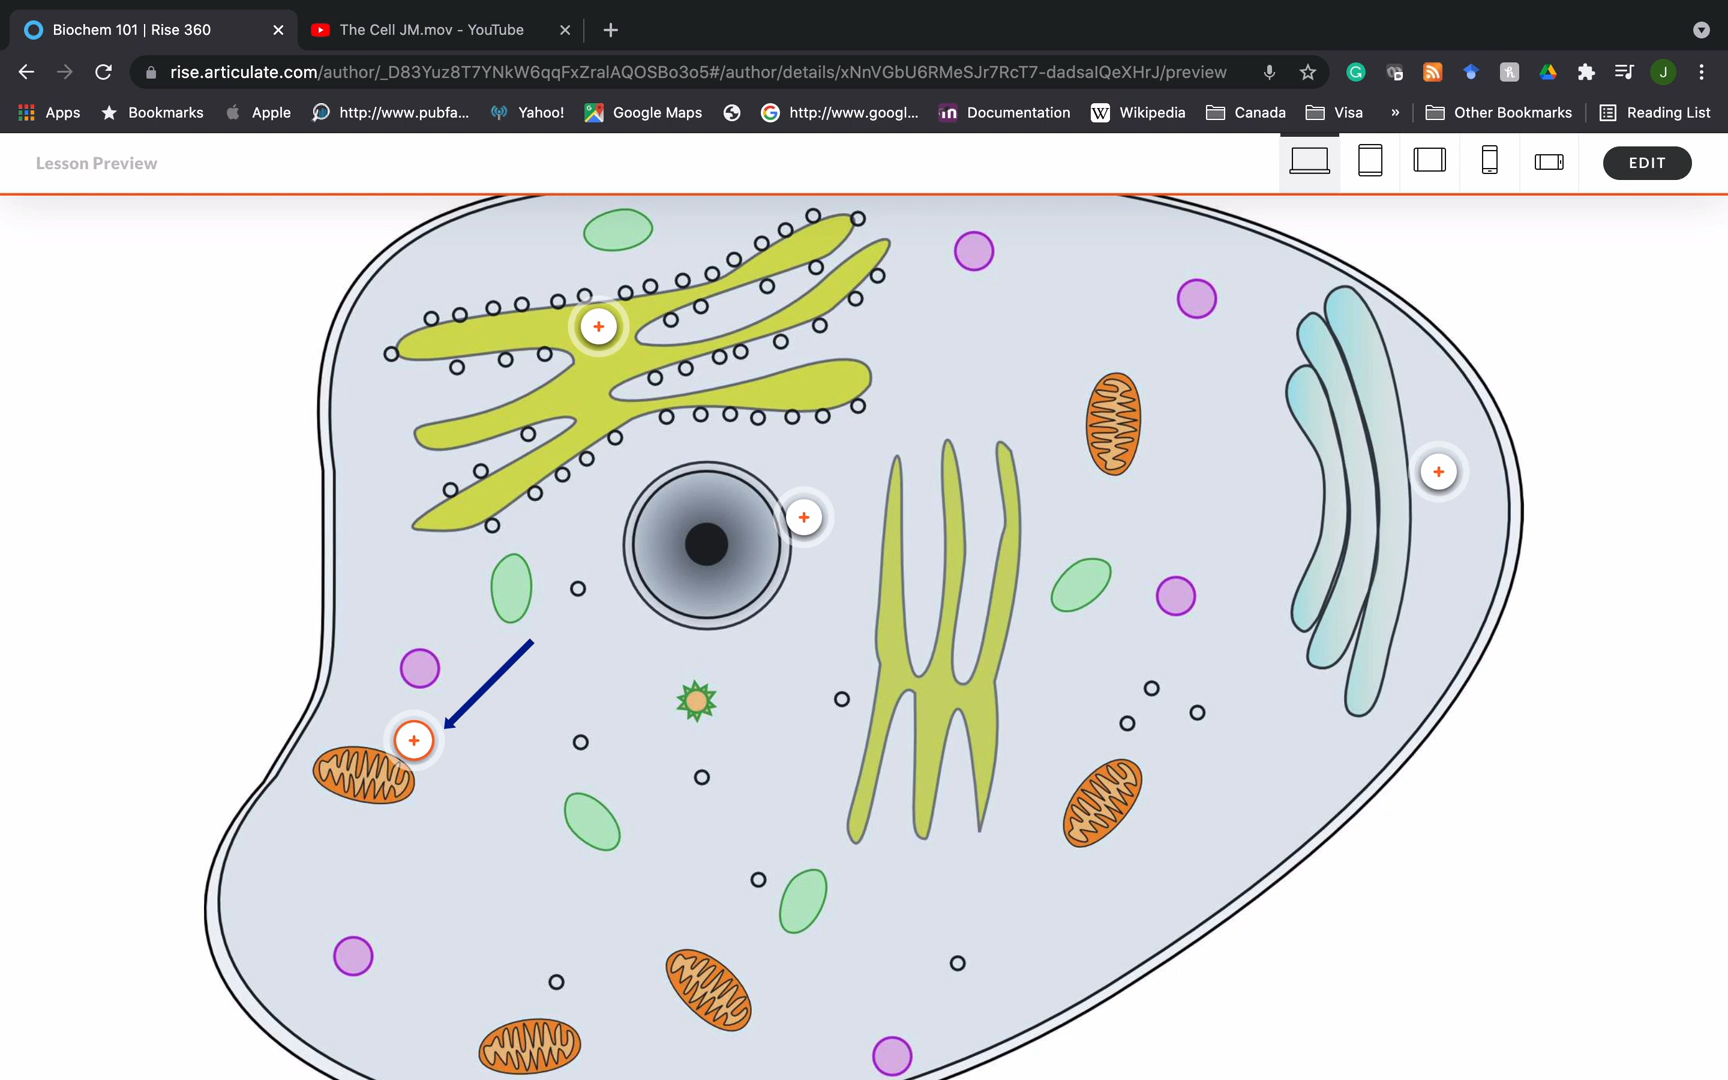 Biochem 101 | Rise 360
The Cell JM.mov - YouTube
rise.articulate.com/author/_D83Yuz8T7YNkW6qqFxZralAQOSBo3o5#/author/details/xNnVGbU6RMeSJr7RcT7-dadsalQeXHrJ/preview
J
Apps
Bookmarks
Apple
http://www.pubfa...
Yahoo!
Google Maps
http://www.googl...
Documentation
Wikipedia
Canada
Visa
»
Other Bookmarks
Reading List
Lesson Preview
EDIT